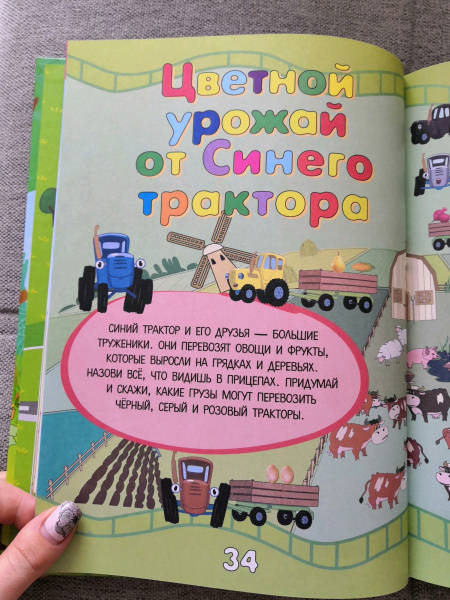 Цветной
урожай
от Синего
трактора
СИНИЙ ТРАКТОР И ЕГО ДРУЗЬЯ — БОЛЬШИЕ
ТРУЖЕНИКИ. ОНИ ПЕРЕВОЗЯТ ОВОЩИ И ФРУКТЫ,
КОТОРЫЕ ВЫРОСЛИ НА ГРЯДКАХ И ДЕРЕВЬЯХ.
НАЗОВИ ВСЁ, ЧТО ВИДИШЬ В ПРИЦЕПАХ. ПРИДУМАЙ
И СКАЖИ, КАКИЕ ГРУЗЫ МОГУТ ПЕРЕВОЗИТЬ
ЧЁРНЫЙ, СЕРЫЙ И РОЗОВЫЙ ТРАКТОРЫ.
34